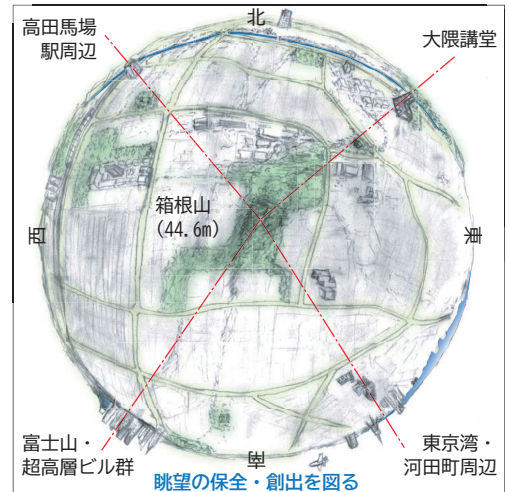 北
高田馬場
駅周辺
大隈講堂
箱根山
(44.6m)
西
東
富士山・
超高層ビル群
南
東京湾・
河田町周辺
眺望の保全・創出を図る